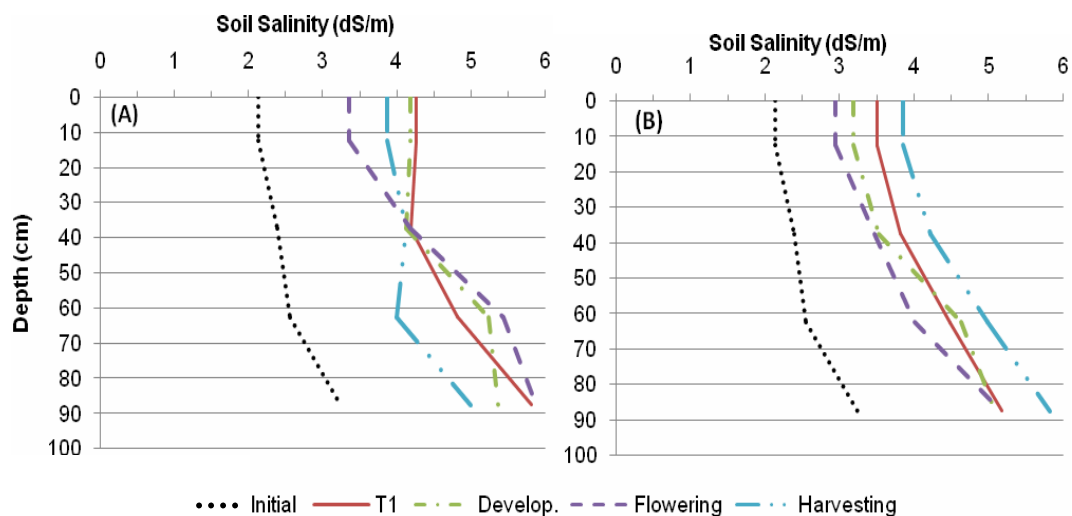 Soil Salinity (dS/m)
0 1 2 3 4 5 6
Depth (cm)
0
10
20
30
40
50
60
70
80
90
100
(A)
Soil Salinity (dS/m)
0 1 2 3 4 5 6
0
10
20
30
40
50
60
70
80
90
100
(B)
Initial T1 Develop. Flowering Harvesting